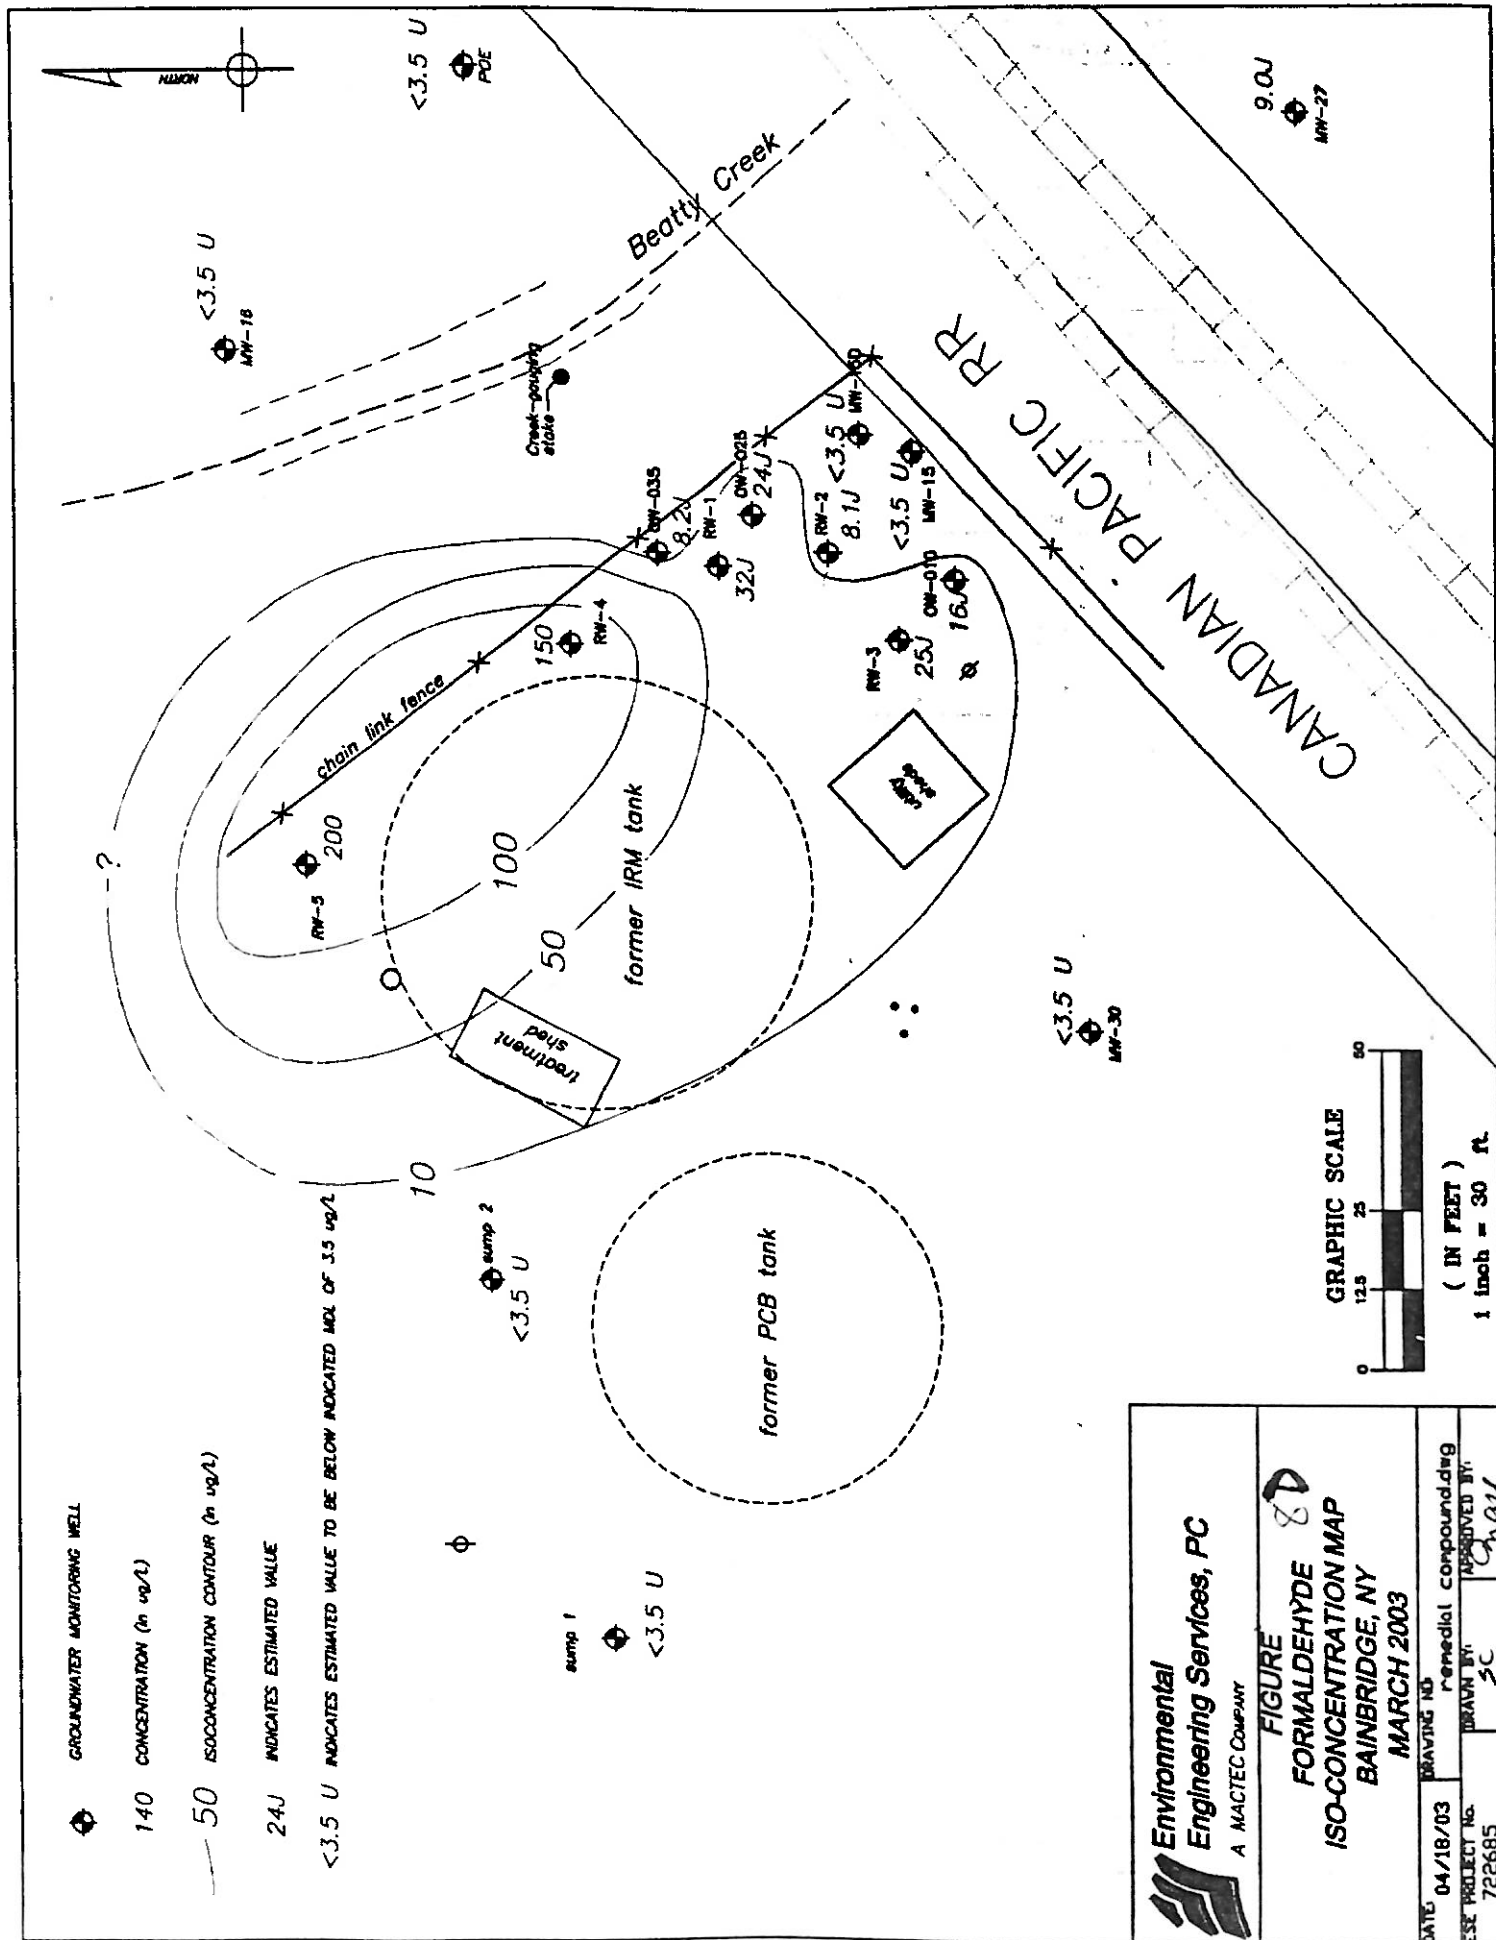 GROUNDWATER MONITORING WELL
140 CONCENTRATION (in ug/L)
50 ISOCONCENTRATION CONTOUR (in ug/L)
24J INDICATES ESTIMATED VALUE
<3.5 U INDICATES ESTIMATED VALUE TO BE BELOW INDICATED MDL OF 3.5 ug/L
NORTH
<3.5 U
MW-18
<3.5 U
POE
?
RW-5
200
chain link fence
150
RW-4
Creek-gauging
stake
Beatty Creek
10
100
50
treatment
shed
former IRM tank
sump 2
<3.5 U
OW-035
8.2J
RW-1
32J
OW-025
24J
RW-2
8.1J
<3.5 U
MW-15D
<3.5 U
MW-15
OW-010
16J
RW-3
25J
sump 1
<3.5 U
former PCB tank
<3.5 U
MW-30
CANADIAN PACIFIC RR
9.0J
MW-27
Environmental
Engineering Services, PC
A MACTEC COMPANY
FIGURE 8D
FORMALDEHYDE
ISO-CONCENTRATION MAP
BAINBRIDGE, NY
MARCH 2003
DATE: 04/18/03
DRAWING NO. remedial compound.dwg
ESE PROJECT No. 722685
DRAWN BY: SC
APPROVED BY:
GRAPHIC SCALE
0 12.5 25 50
( IN FEET )
1 inch = 30 ft.